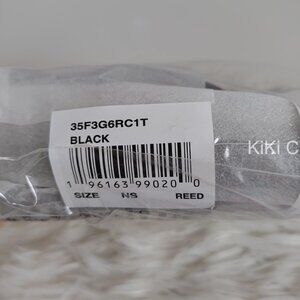 35F3G6RC1T
BLACK
KiKi C
1 96163 99020 0
SIZE NS REED